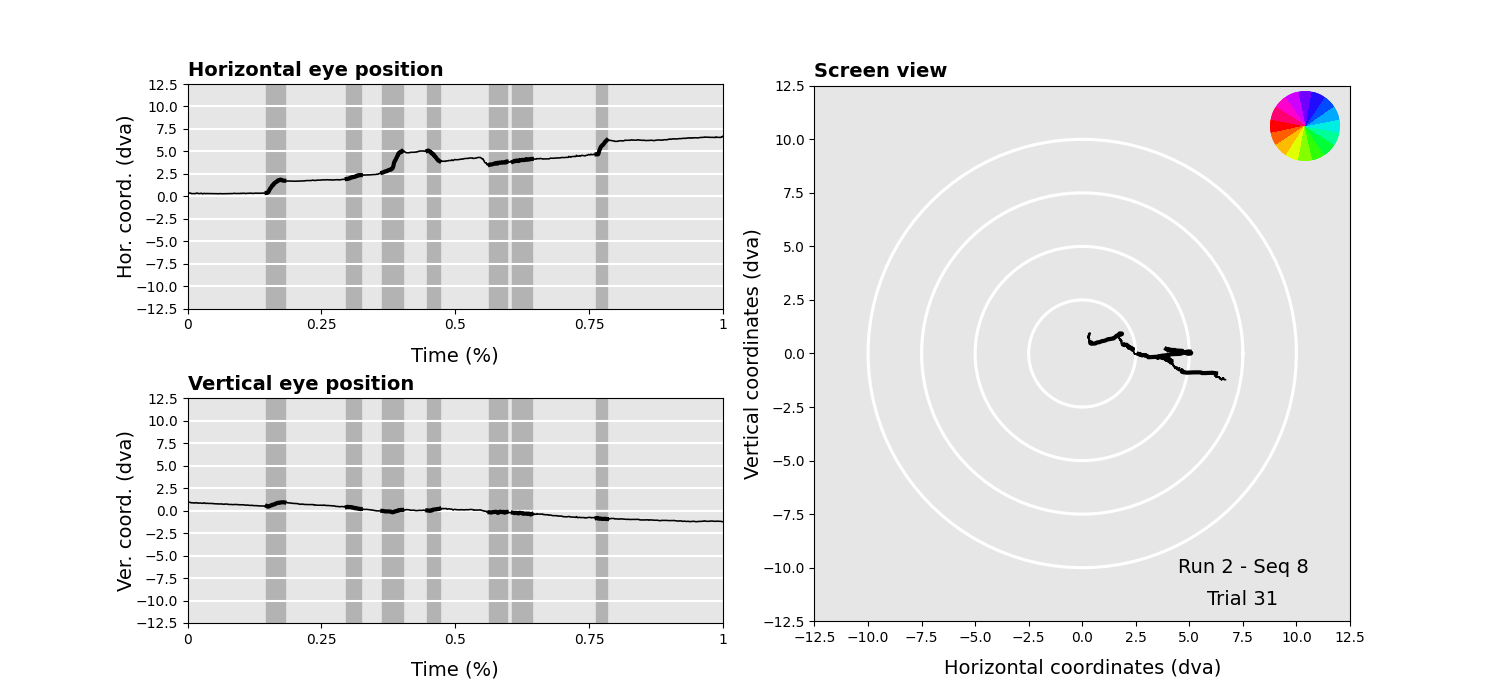 Horizontal eye position
12.5
10.0
7.5
5.0
2.5
0.0
−2.5
−5.0
−7.5
−10.0
−12.5
Hor. coord. (dva)
0 0.25 0.5 0.75 1
Time (%)
Vertical eye position
12.5
10.0
7.5
5.0
2.5
0.0
−2.5
−5.0
−7.5
−10.0
−12.5
Ver. coord. (dva)
0 0.25 0.5 0.75 1
Time (%)
Screen view
12.5
10.0
7.5
5.0
2.5
0.0
−2.5
−5.0
−7.5
−10.0
−12.5
Vertical coordinates (dva)
Run 2 - Seq 8
Trial 31
−12.5 −10.0 −7.5 −5.0 −2.5 0.0 2.5 5.0 7.5 10.0 12.5
Horizontal coordinates (dva)